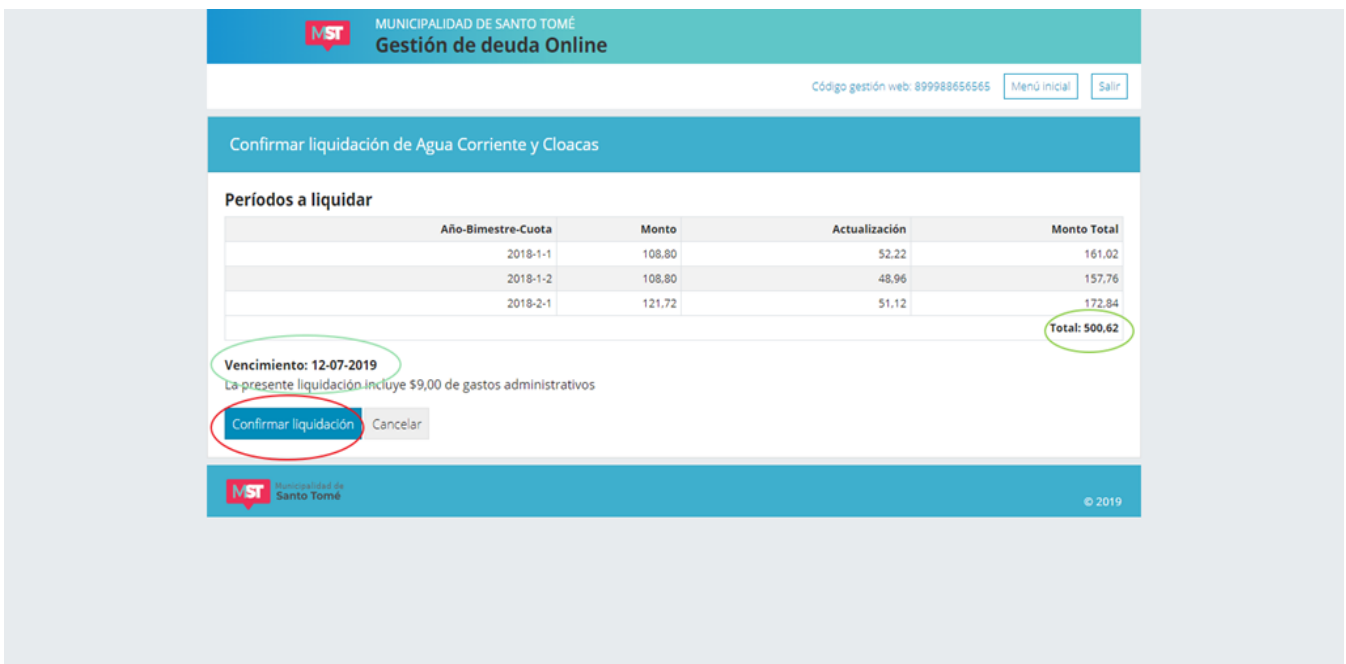 MST
MUNICIPALIDAD DE SANTO TOMÉ
Gestión de deuda Online
Código gestión web: 899988656565 Menú inicial Salir
Confirmar liquidación de Agua Corriente y Cloacas
Períodos a liquidar
Año-Bimestre-Cuota Monto Actualización Monto Total
2018-1-1 108,80 52,22 161,02
2018-1-2 108,80 48,96 157,76
2018-2-1 121,72 51,12 172,84
Total: 500,62
Vencimiento: 12-07-2019
La presente liquidación incluye $9,00 de gastos administrativos
Confirmar liquidación Cancelar
MST Municipalidad de
Santo Tomé
© 2019